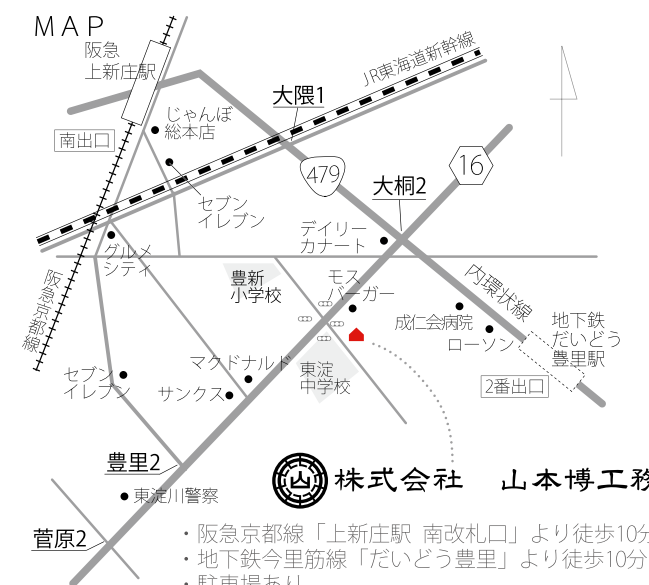 MAP
阪急
上新庄駅
JR東海道新幹線
大隈1
じゃんぼ
総本店
南出口
479
16
大桐2
セブン
イレブン
デイリー
カナート
グルメ
シティ
阪急京都線
豊新
小学校
モス
バーガー
内環状線
成仁会病院
ローソン
地下鉄
だいどう
豊里駅
2番出口
マクドナルド
セブン
イレブン
サンクス
東淀
中学校
豊里2
東淀川警察
菅原2
山
株式会社 山本博工務
・阪急京都線「上新庄駅 南改札口」より徒歩10分
・地下鉄今里筋線「だいどう豊里」より徒歩10分
・駐車場あり